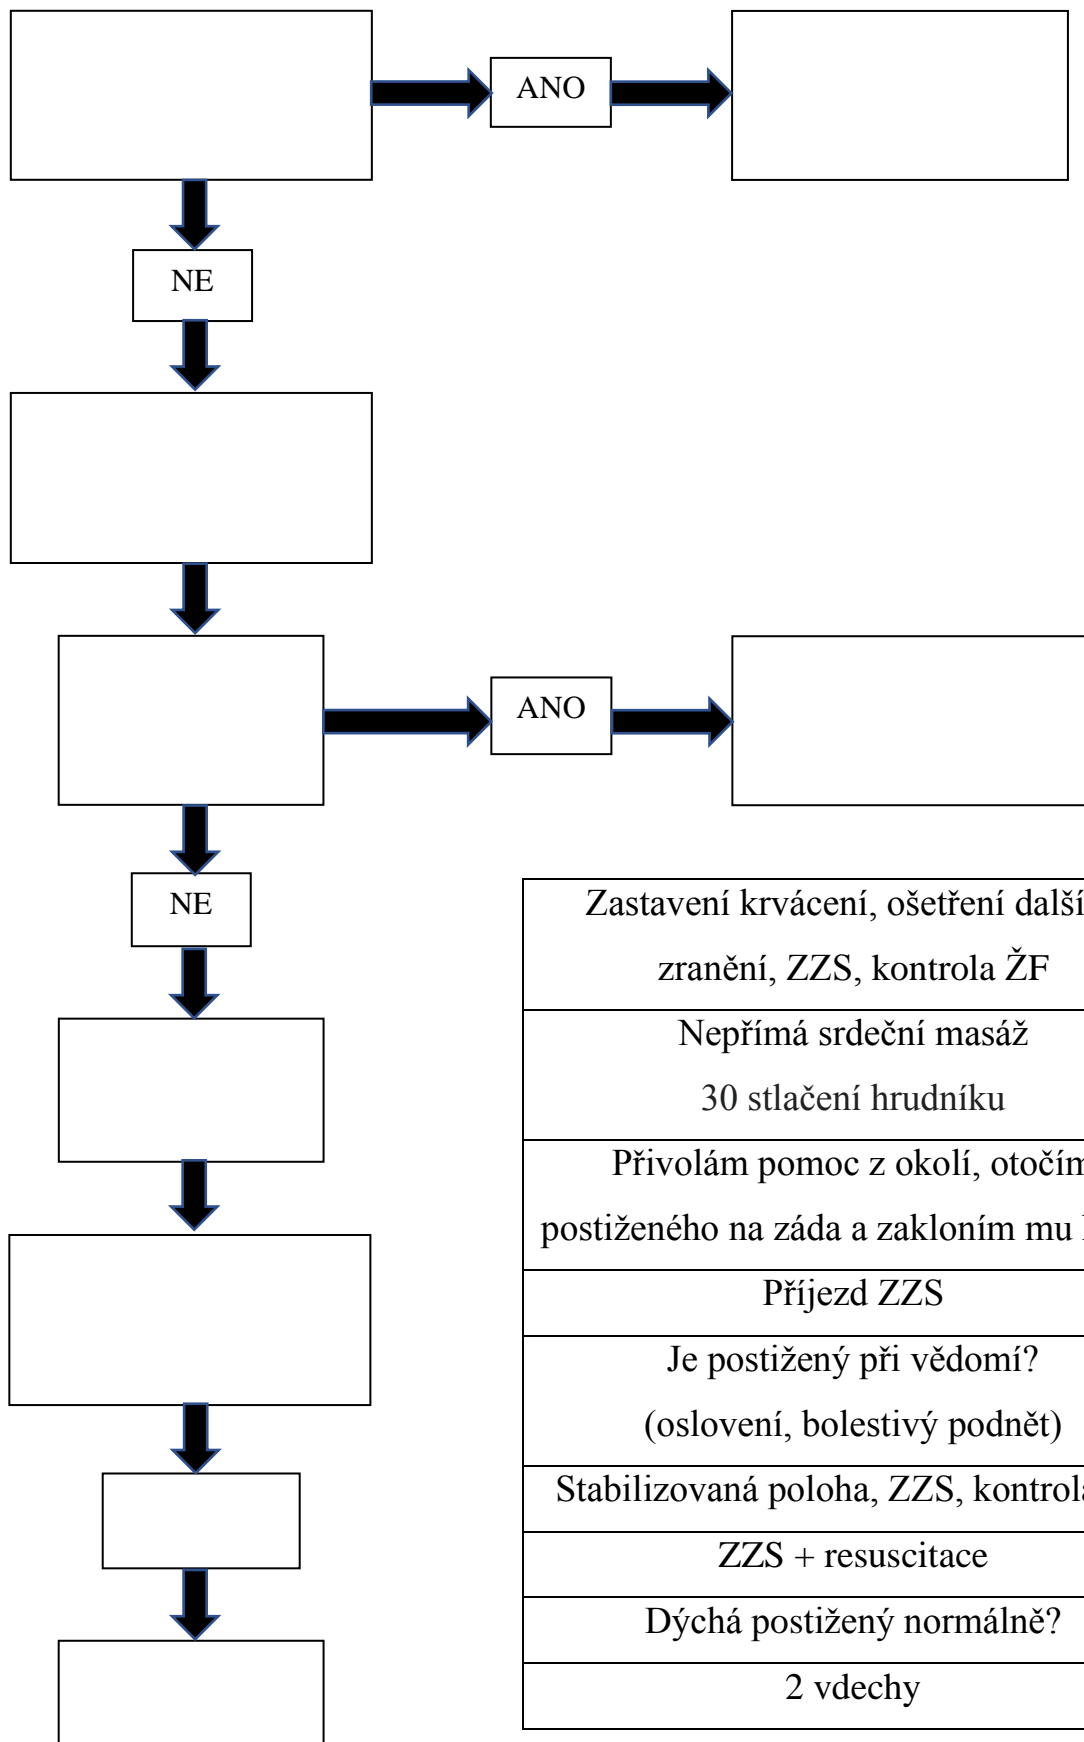 ANO
NE
ANO
NE
Zastavení krvácení, ošetření další
zranění, ZZS, kontrola ŽF
Nepřímá srdeční masáž
30 stlačení hrudníku
Přivolám pomoc z okolí, otočím
postiženého na záda a zakloním mu
Příjezd ZZS
Je postižený při vědomí?
(oslovení, bolestivý podnět)
Stabilizovaná poloha, ZZS, kontrola
ZZS + resuscitace
Dýchá postižený normálně?
2 vdechy